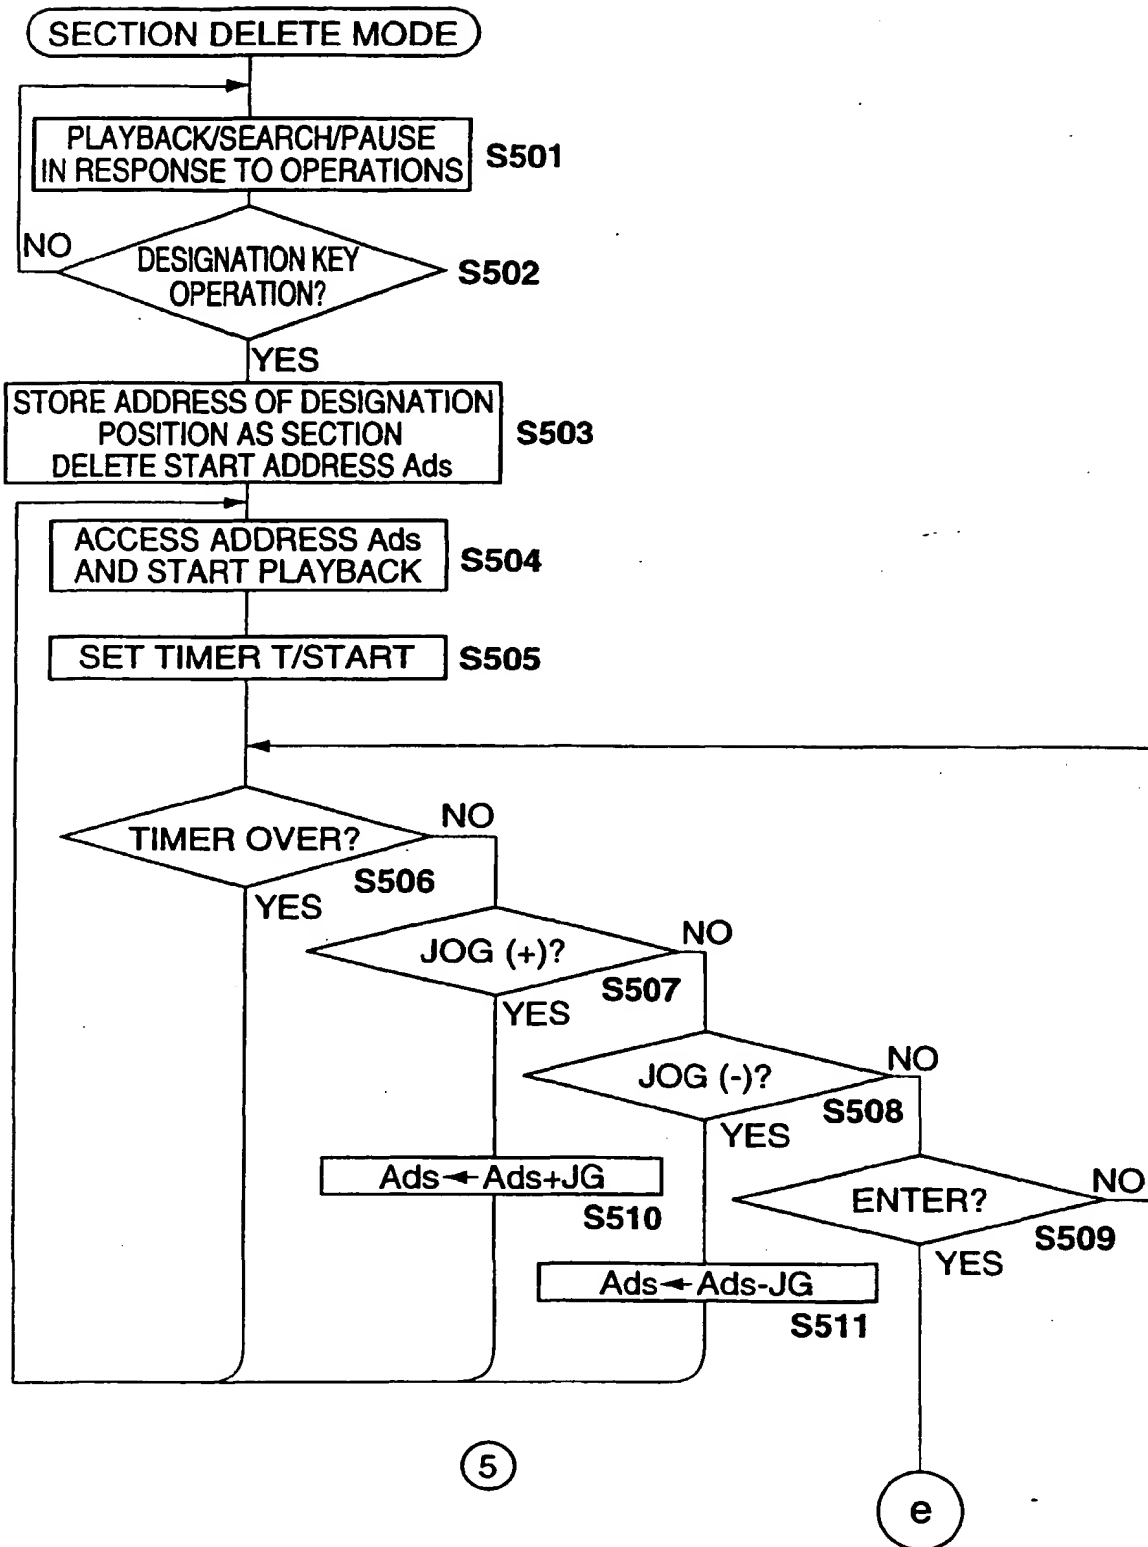 SECTION DELETE MODE
PLAYBACK/SEARCH/PAUSE
IN RESPONSE TO OPERATIONS
S501
NO
DESIGNATION KEY
OPERATION?
S502
YES
STORE ADDRESS OF DESIGNATION
POSITION AS SECTION
DELETE START ADDRESS Ads
S503
ACCESS ADDRESS Ads
AND START PLAYBACK
S504
SET TIMER T/START
S505
TIMER OVER?
NO
S506
YES
JOG (+)?
NO
S507
YES
JOG (-)?
NO
S508
YES
Ads←Ads+JG
S510
ENTER?
NO
S509
YES
Ads←Ads-JG
S511
5
e